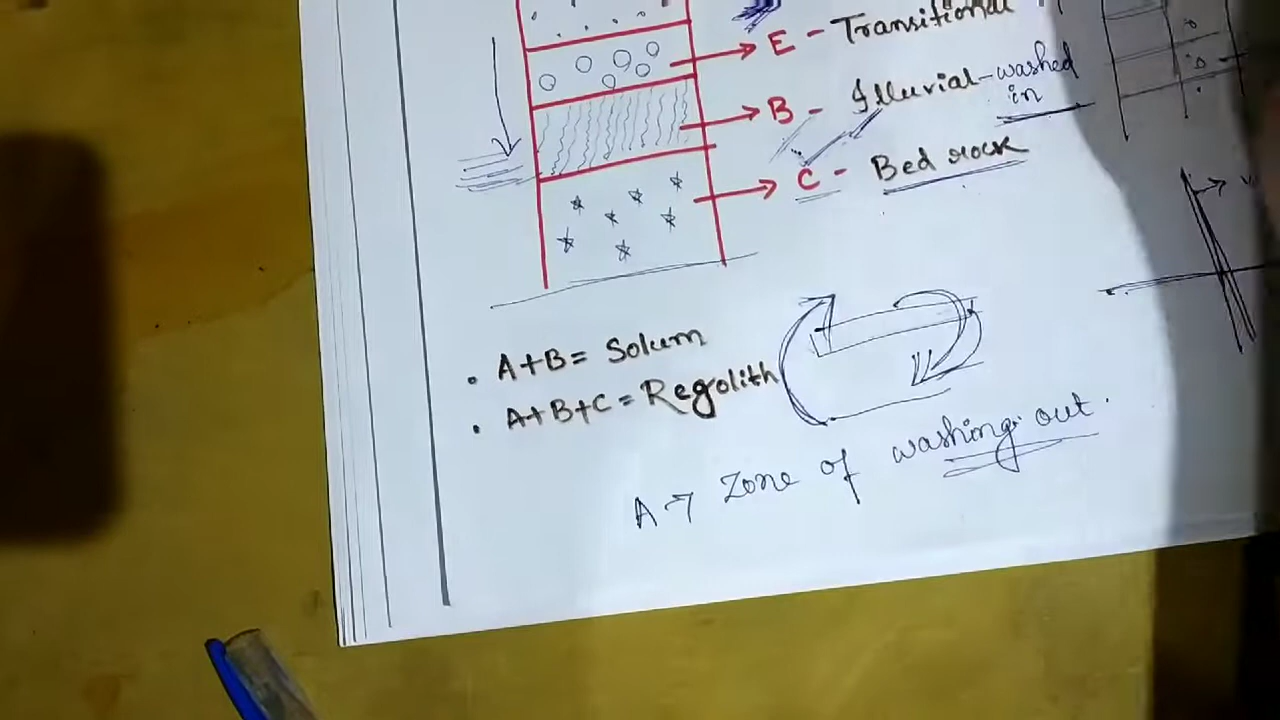 E - Transitional
B - Illuvial - washed in
C - Bed rock
• A+B = Solum
• A+B+C = Regolith
A → Zone of washing out.